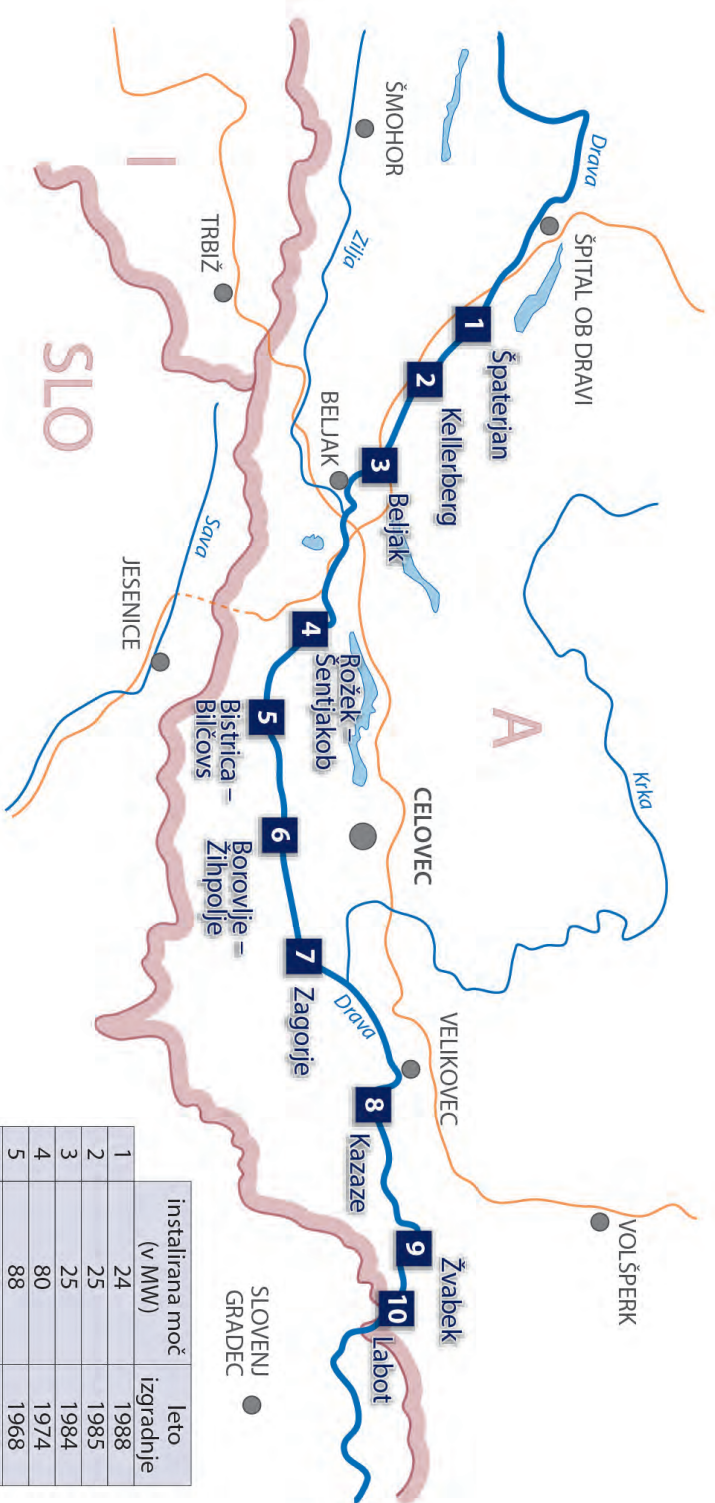 Drava
ŠPITAL OB DRAVI
ŠMOHOR
Zilja
I
TRBIŽ
SLO
1
Špaterjan
2
Kellerberg
BELJAK
3
Beljak
A
Krka
Sava
JESENICE
4
Rožek –
Šentjakob
5
Bistrica –
Bilčovs
CELOVEC
6
Borovlje –
Žihpolje
7
Zagorje
Drava
VELIKOVEC
8
Kazaze
VOLŠPERK
9
Žvabek
10
Labot
SLOVENJ
GRADEC
instalirana moč
(v MW)
leto
izgradnje
1 24 1988
2 25 1985
3 25 1984
4 80 1974
5 88 1968